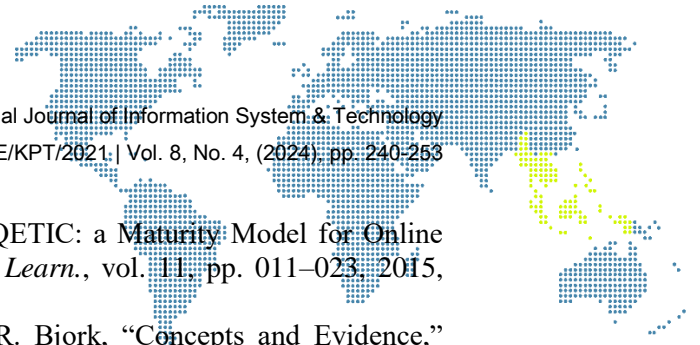 al Journal of Information System & Technology
E/KPT/2021 | Vol. 8, No. 4, (2024), pp. 240-253
QETIC: a Maturity Model for Online
Learn., vol. 11, pp. 011–023, 2015,
R. Bjork, “Concepts and Evidence,”